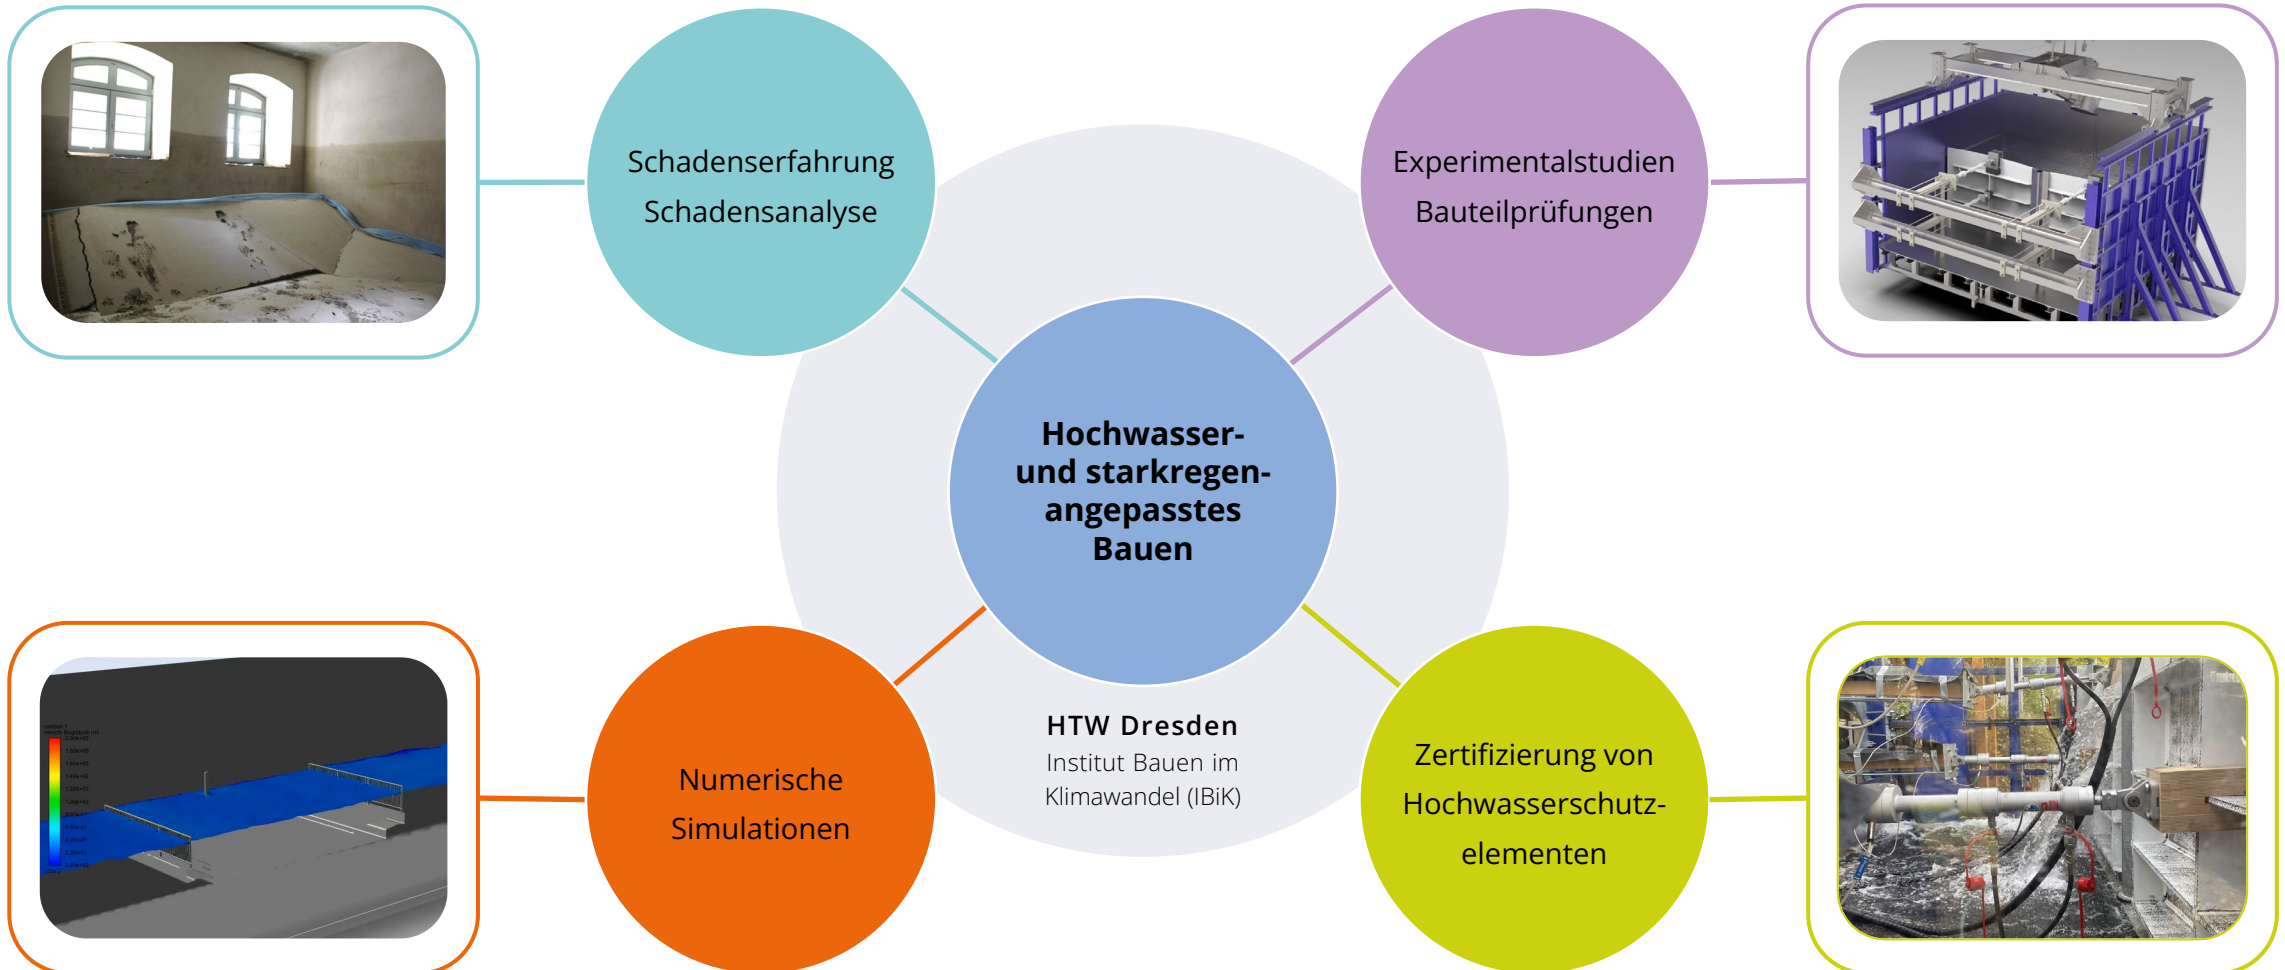 Schadenserfahrung
Schadensanalyse
Experimentalstudien
Bauteilprüfungen
Hochwasser-
und starkregen-
angepasstes
Bauen
HTW Dresden
Institut Bauen im
Klimawandel (IBiK)
Numerische
Simulationen
Zertifizierung von
Hochwasserschutz-
elementen